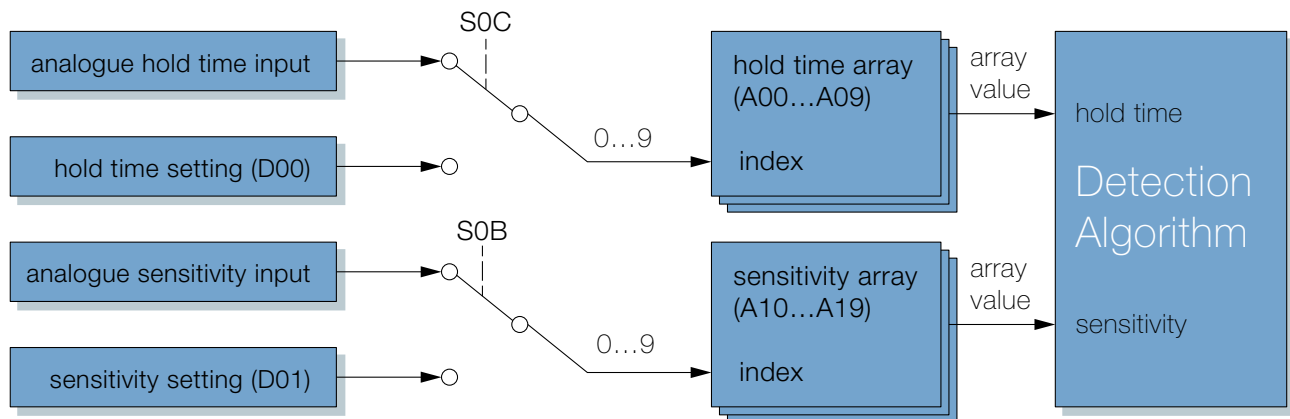 S0C
analogue hold time input
hold time setting (D00)
0...9
hold time array
(A00...A09)
index
array
value
hold time
Detection
Algorithm
sensitivity
S0B
analogue sensitivity input
sensitivity setting (D01)
0...9
sensitivity array
(A10...A19)
index
array
value